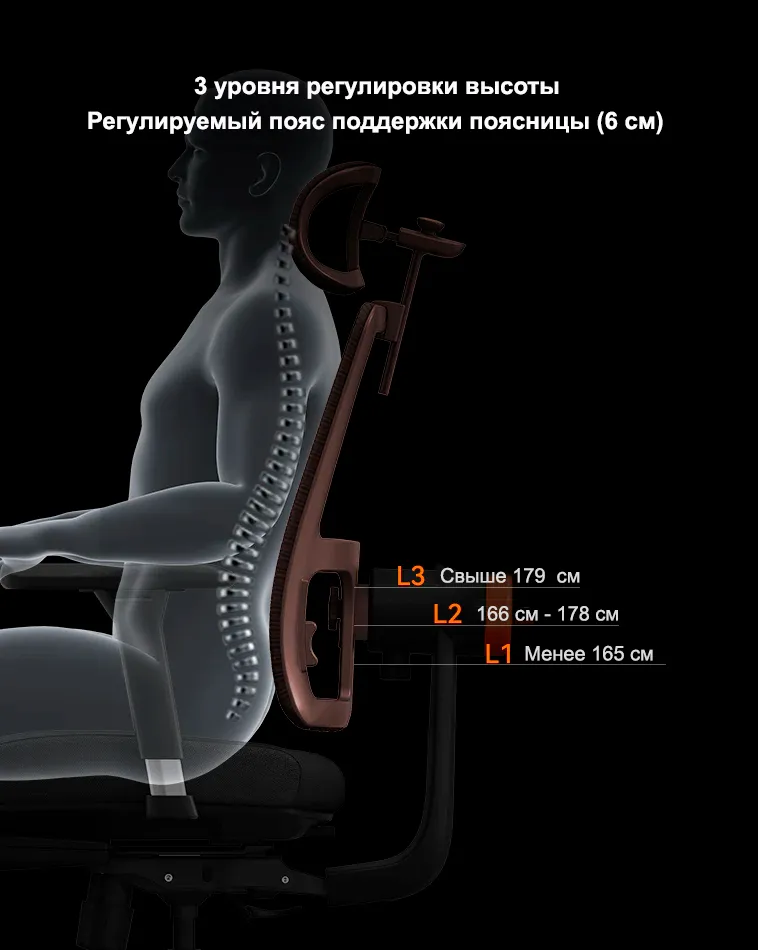 3 уровня регулировки высоты
Регулируемый пояс поддержки поясницы (6 см)
L3 Свыше 179 см
L2 166 см - 178 см
L1 Менее 165 см